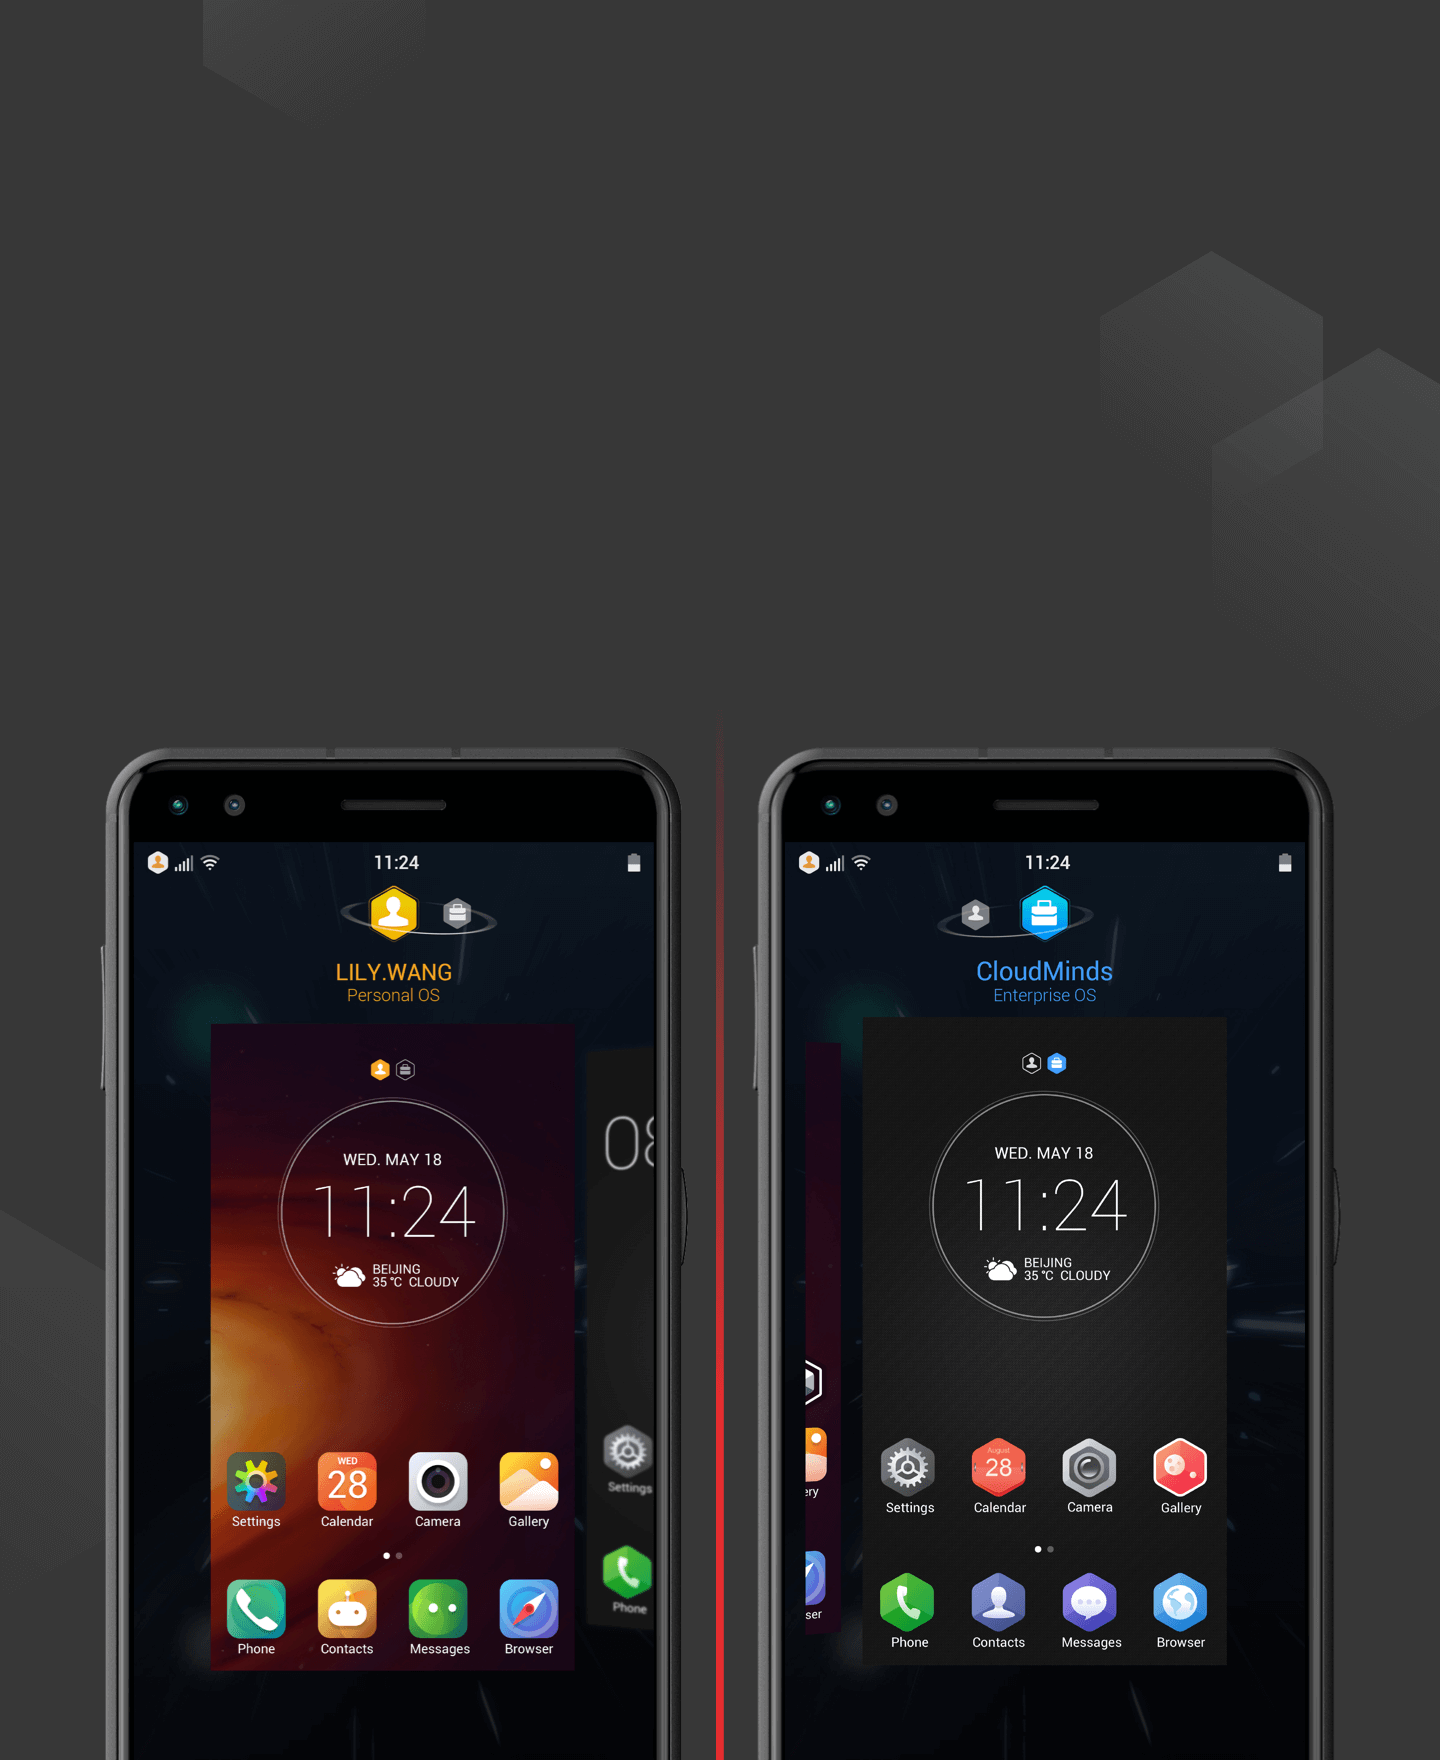 11:24
LILY.WANG
Personal OS
WED. MAY 18
11:24
BEIJING
35 °C CLOUDY
WED
28
Settings
Calendar
Camera
Gallery
Phone
Contacts
Messages
Browser
08
Settings
Phone
11:24
CloudMinds
Enterprise OS
WED. MAY 18
11:24
BEIJING
35 °C CLOUDY
ery
ser
August
28
Settings
Calendar
Camera
Gallery
Phone
Contacts
Messages
Browser